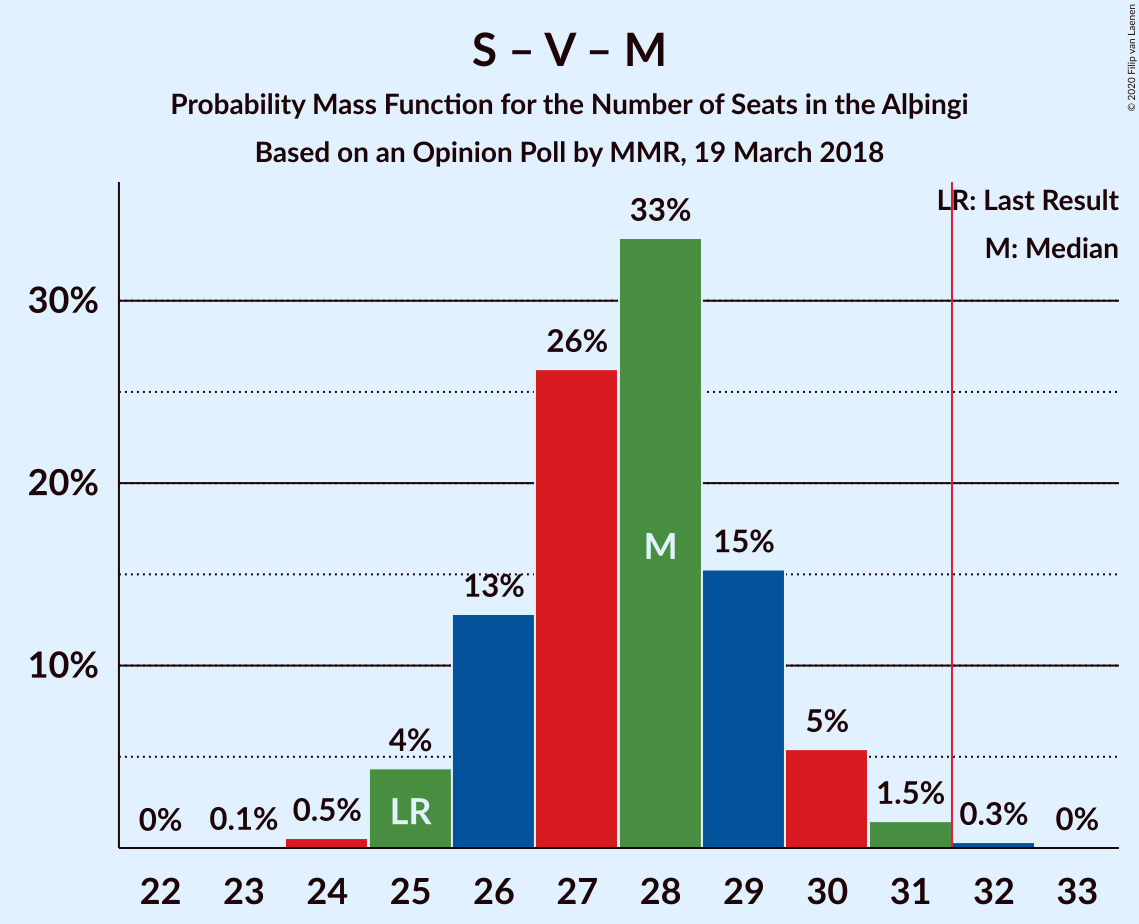 S – V – M
Probability Mass Function for the Number of Seats in the Alþingi
Based on an Opinion Poll by MMR, 19 March 2018
© 2020 Filip van Laenen
LR: Last Result
M: Median
30%
20%
10%
0%
0.1%
0.5%
4%
13%
26%
33%
15%
5%
1.5%
0.3%
0%
LR
M
22 23 24 25 26 27 28 29 30 31 32 33